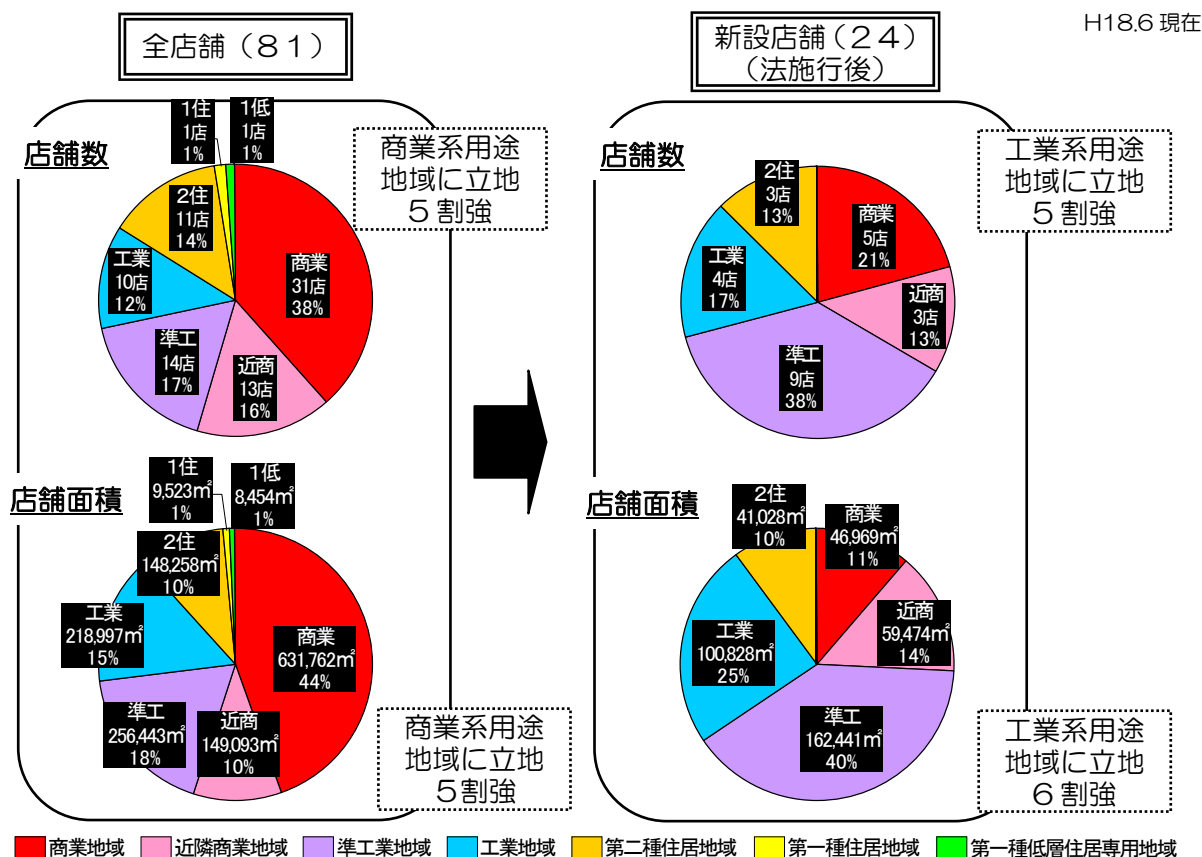 H18.6 現在
全店舗（８１）
店舗数
商業系用途
地域に立地
５割強
1住
1店
1%
1低
1店
1%
2住
11店
14%
工業
10店
12%
準工
14店
17%
近商
13店
16%
商業
31店
38%
店舗面積
1住
9,523㎡
1%
1低
8,454㎡
1%
2住
148,258㎡
10%
工業
218,997㎡
15%
準工
256,443㎡
18%
近商
149,093㎡
10%
商業
631,762㎡
44%
商業系用途
地域に立地
５割強
新設店舗（２４）
（法施行後）
店舗数
工業系用途
地域に立地
５割強
2住
3店
13%
商業
5店
21%
工業
4店
17%
近商
3店
13%
準工
9店
38%
店舗面積
2住
41,028㎡
10%
商業
46,969㎡
11%
近商
59,474㎡
14%
工業
100,828㎡
25%
準工
162,441㎡
40%
工業系用途
地域に立地
６割強
商業地域 近隣商業地域 準工業地域 工業地域 第二種住居地域 第一種住居地域 第一種低層住居専用地域